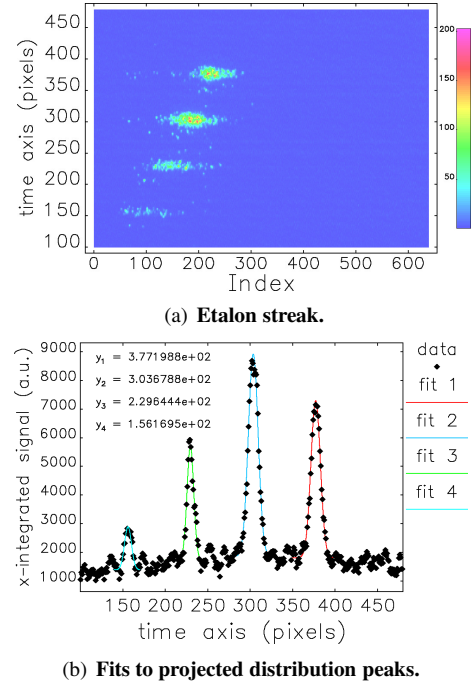 450
400
350
300
250
200
150
100
time axis (pixels)
0 100 200 300 400 500 600
Index
200
150
100
50
(a) Etalon streak.
9000
8000
7000
6000
5000
4000
3000
2000
1000
x-integrated signal (a.u.)
y1 = 3.771988e+02
y2 = 3.036788e+02
y3 = 2.296444e+02
y4 = 1.561695e+02
150 200 250 300 350 400 450
time axis (pixels)
data
fit 1
fit 2
fit 3
fit 4
(b) Fits to projected distribution peaks.